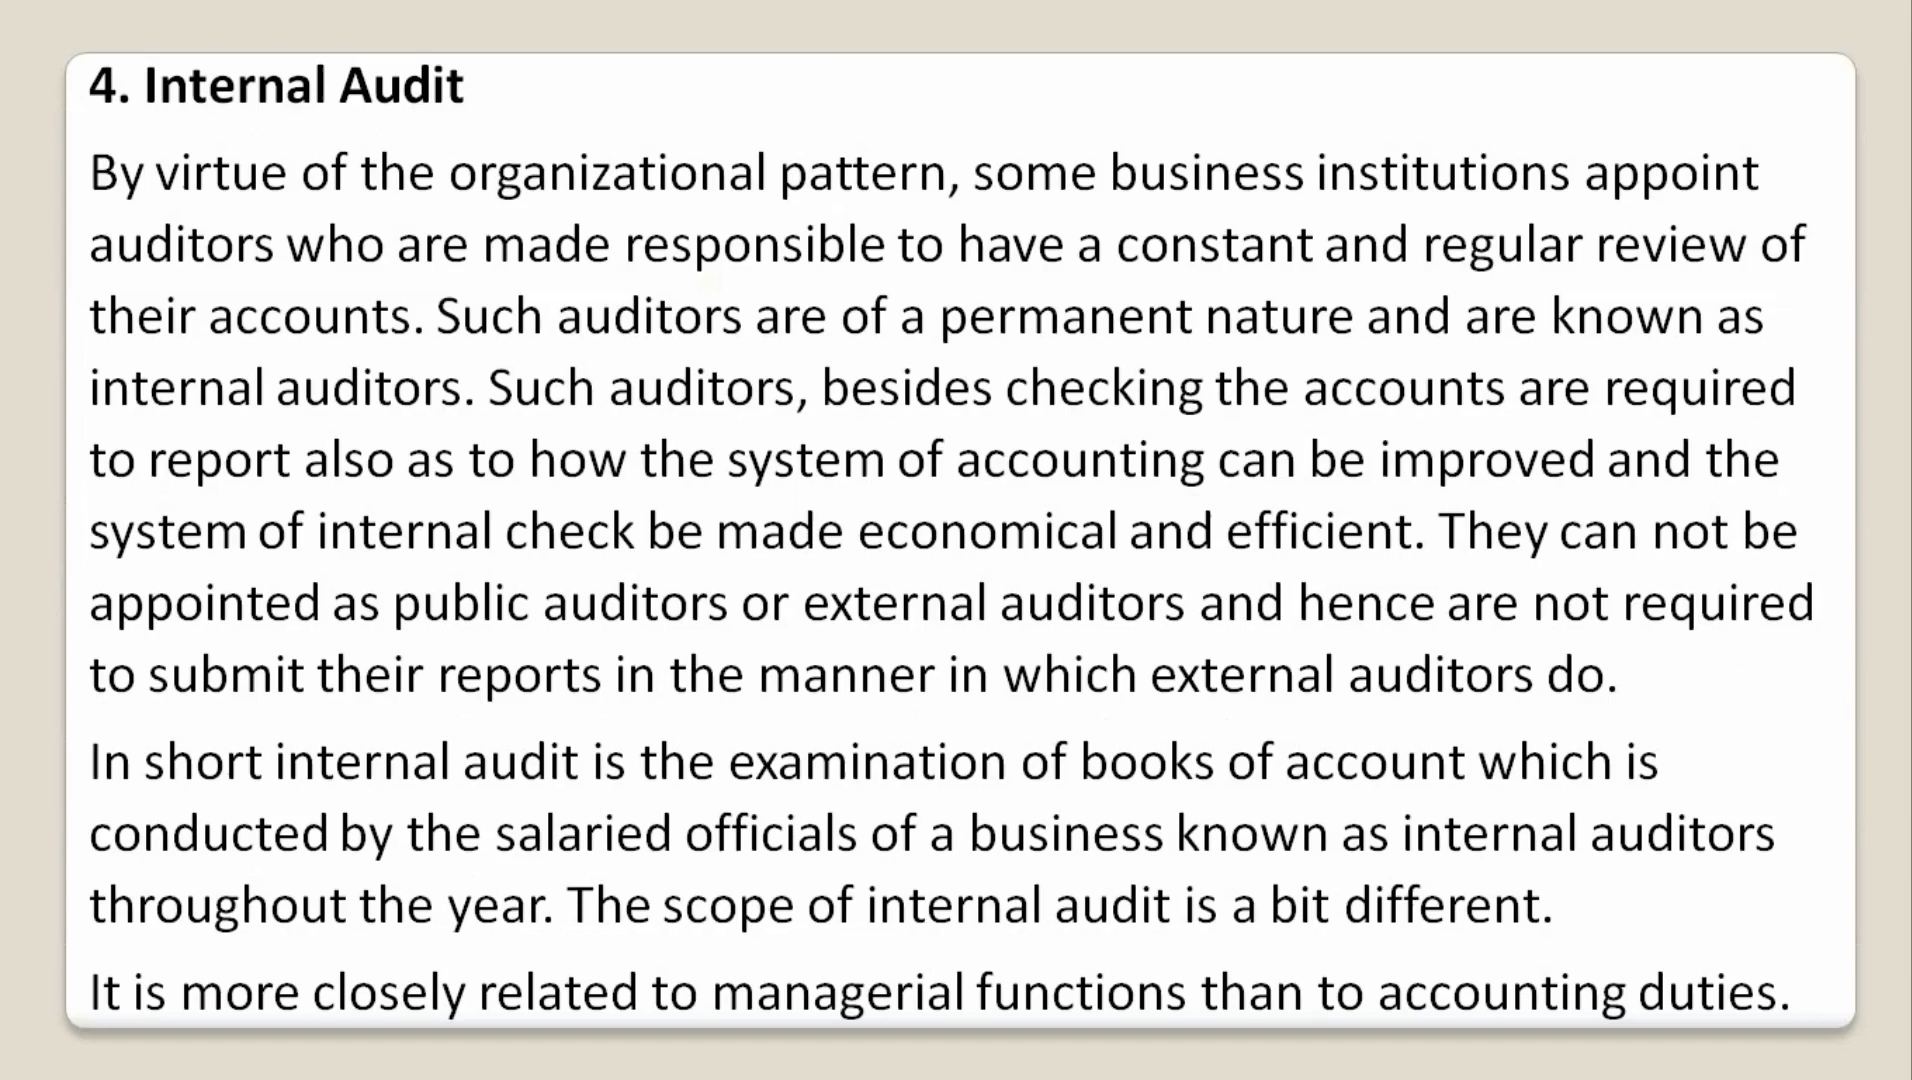 4. Internal Audit
By virtue of the organizational pattern, some business institutions appoint
auditors who are made responsible to have a constant and regular review of
their accounts. Such auditors are of a permanent nature and are known as
internal auditors. Such auditors, besides checking the accounts are required
to report also as to how the system of accounting can be improved and the
system of internal check be made economical and efficient. They can not be
appointed as public auditors or external auditors and hence are not required
to submit their reports in the manner in which external auditors do.
In short internal audit is the examination of books of account which is
conducted by the salaried officials of a business known as internal auditors
throughout the year. The scope of internal audit is a bit different.
It is more closely related to managerial functions than to accounting duties.